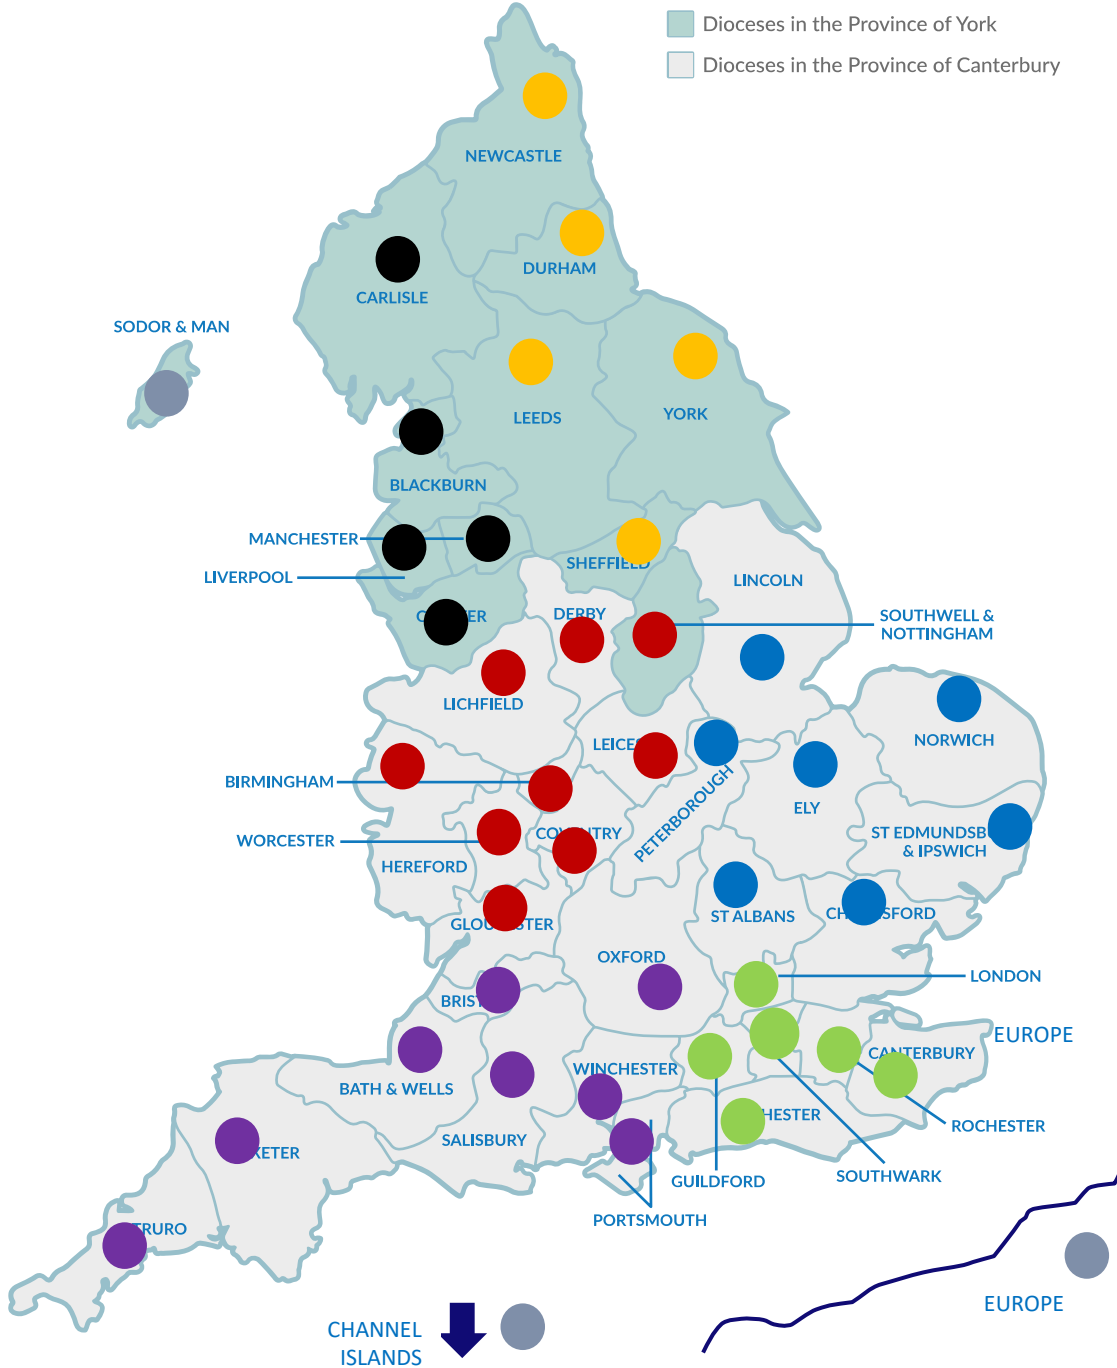 Dioceses in the Province of York
Dioceses in the Province of Canterbury
NEWCASTLE
DURHAM
CARLISLE
SODOR & MAN
LEEDS
YORK
BLACKBURN
MANCHESTER
LIVERPOOL
SHEFFIELD
LINCOLN
DERBY
SOUTHWELL &
NOTTINGHAM
LICHFIELD
NORWICH
BIRMINGHAM
PETERBOROUGH
ELY
WORCESTER
HEREFORD
& IPSWICH
ST ALBANS
OXFORD
LONDON
EUROPE
CANTERBURY
WINCHESTER
BATH & WELLS
SALISBURY
ROCHESTER
SOUTHWARK
GUILDFORD
PORTSMOUTH
TRURO
EUROPE
CHANNEL
ISLANDS